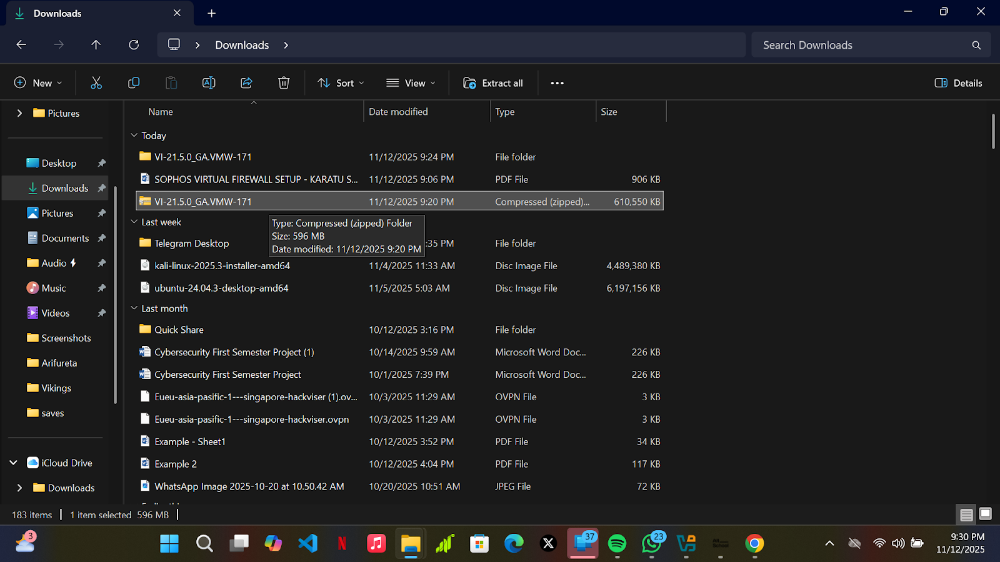 Downloads
Downloads
Search Downloads
New
Sort
View
Extract all
Details
Name Date modified Type Size
Pictures
Desktop
Downloads
Pictures
Documents
Audio
Music
Videos
Screenshots
Arifureta
Vikings
saves
iCloud Drive
Downloads
Today
VI-21.5.0_GA.VMW-171 11/12/2025 9:24 PM File folder
SOPHOS VIRTUAL FIREWALL SETUP - KARATU S... 11/12/2025 9:06 PM PDF File 906 KB
VI-21.5.0_GA.VMW-171 11/12/2025 9:20 PM Compressed (zipped)... 610,550 KB
Type: Compressed (zipped) Folder
Size: 596 MB
Date modified: 11/12/2025 9:20 PM
Last week
Telegram Desktop :35 PM File folder
kali-linux-2025.3-installer-amd64 11/4/2025 11:33 AM Disc Image File 4,489,380 KB
ubuntu-24.04.3-desktop-amd64 11/5/2025 5:03 AM Disc Image File 6,197,156 KB
Last month
Quick Share 10/12/2025 3:16 PM File folder
Cybersecurity First Semester Project (1) 10/14/2025 9:59 AM Microsoft Word Doc... 226 KB
Cybersecurity First Semester Project 10/1/2025 7:39 PM Microsoft Word Doc... 226 KB
Eueu-asia-pasific-1---singapore-hackviser (1).ov... 10/3/2025 11:29 AM OVPN File 3 KB
Eueu-asia-pasific-1---singapore-hackviser.ovpn 10/3/2025 11:29 AM OVPN File 3 KB
Example - Sheet1 10/12/2025 3:52 PM PDF File 34 KB
Example 2 10/12/2025 4:04 PM PDF File 117 KB
WhatsApp Image 2025-10-20 at 10.50.42 AM 10/20/2025 10:51 AM JPEG File 72 KB
183 items 1 item selected 596 MB
3
37
23
9:30 PM
11/12/2025